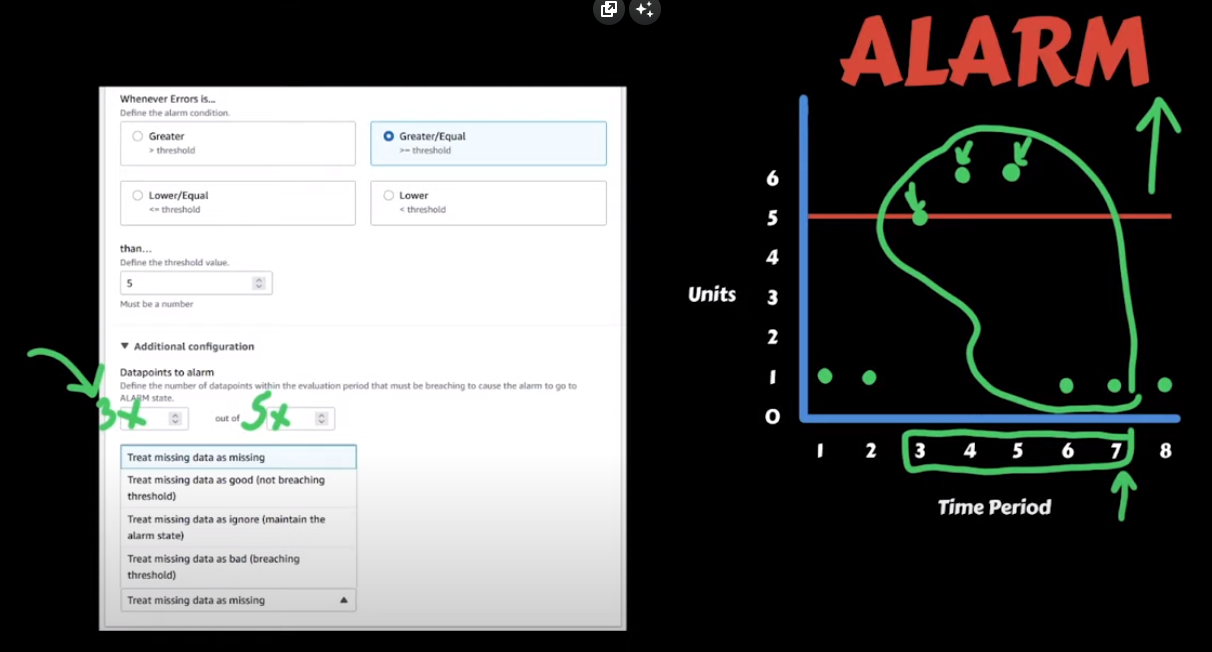 ALARM
Whenever Errors is...
Define the alarm condition.
Greater
> threshold
Greater/Equal
>= threshold
Lower/Equal
<= threshold
Lower
< threshold
than...
Define the threshold value.
5
Must be a number
▼ Additional configuration
Datapoints to alarm
Define the number of datapoints within the evaluation period that must be breaching to cause the alarm to go to
ALARM state.
3x out of 5x
Treat missing data as missing
Treat missing data as good (not breaching
threshold)
Treat missing data as ignore (maintain the
alarm state)
Treat missing data as bad (breaching
threshold)
Treat missing data as missing
6
5
4
Units
3
2
1
0
1 2 3 4 5 6 7 8
Time Period